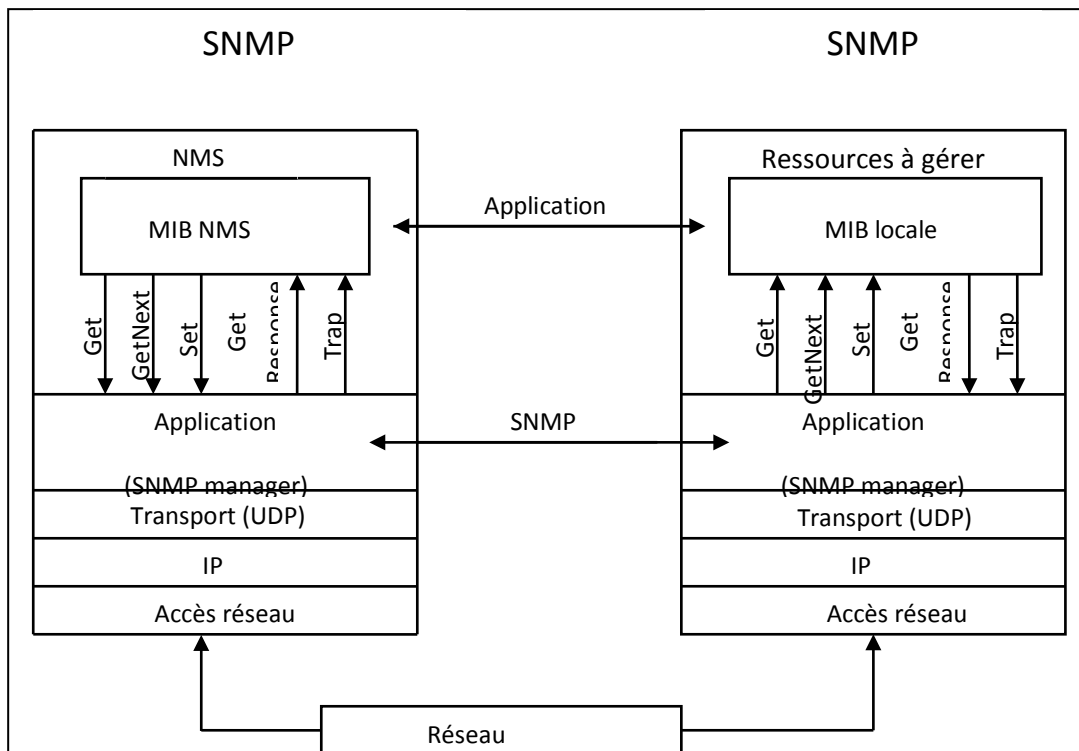 SNMP
SNMP
NMS
MIB NMS
Get
GetNext
Set
Get
Response
Trap
Application
(SNMP manager)
Transport (UDP)
IP
Accès réseau
Application
SNMP
Ressources à gérer
MIB locale
Get
GetNext
Set
Get
Response
Trap
Application
(SNMP manager)
Transport (UDP)
IP
Accès réseau
Réseau